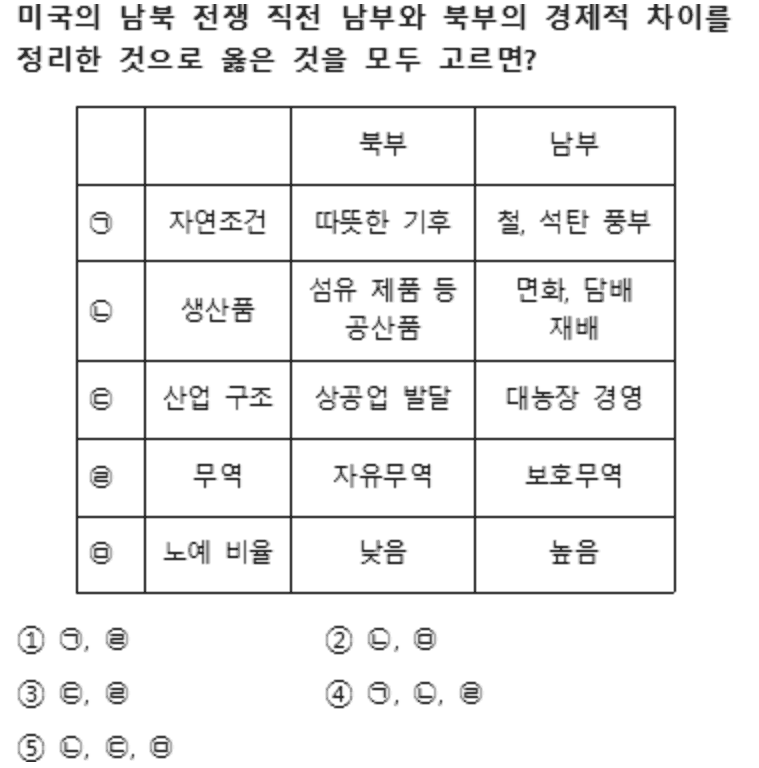 미국의 남북 전쟁 직전 남부와 북부의 경제적 차이를
정리한 것으로 옳은 것을 모두 고르면?
북부 남부
㉠ 자연조건 따뜻한 기후 철, 석탄 풍부
㉡ 생산품 섬유 제품 등 공산품 면화, 담배 재배
㉢ 산업 구조 상공업 발달 대농장 경영
㉣ 무역 자유무역 보호무역
㉤ 노예 비율 낮음 높음
① ㉠, ㉣ ② ㉡, ㉤
③ ㉢, ㉣ ④ ㉠, ㉡, ㉣
⑤ ㉡, ㉢, ㉤